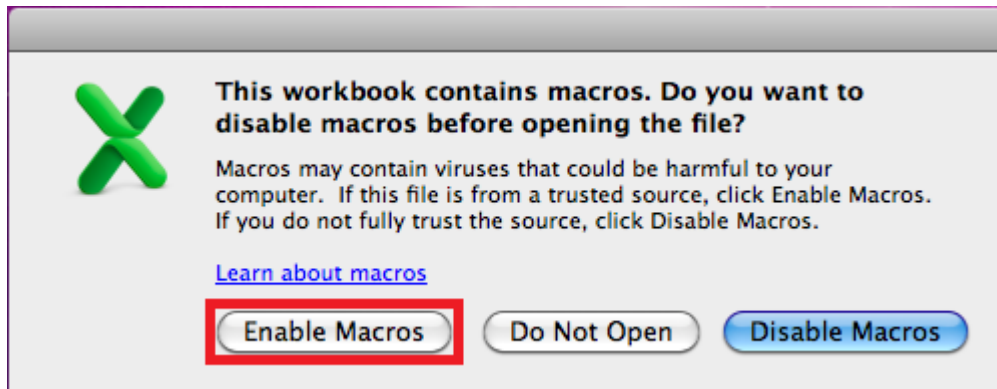 This workbook contains macros. Do you want to
disable macros before opening the file?
Macros may contain viruses that could be harmful to your
computer.  If this file is from a trusted source, click Enable Macros.
If you do not fully trust the source, click Disable Macros.
Learn about macros
Enable Macros
Do Not Open
Disable Macros